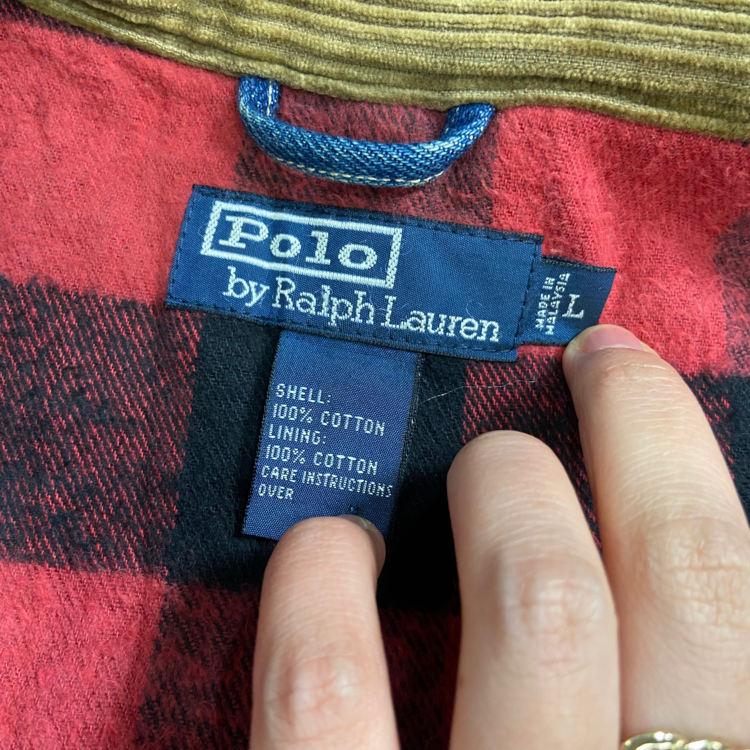 Polo
by Ralph Lauren
MADE IN
MALAYSIA
L
SHELL:
100% COTTON
LINING:
100% COTTON
CARE INSTRUCTIONS
OVER